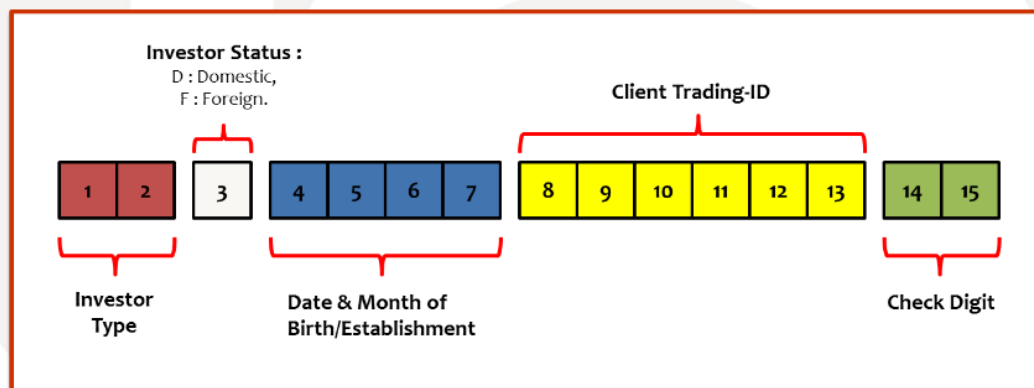 Investor Status :
D : Domestic,
F : Foreign.
Client Trading-ID
1 2 3 4 5 6 7 8 9 10 11 12 13 14 15
Investor
Type
Date & Month of
Birth/Establishment
Check Digit